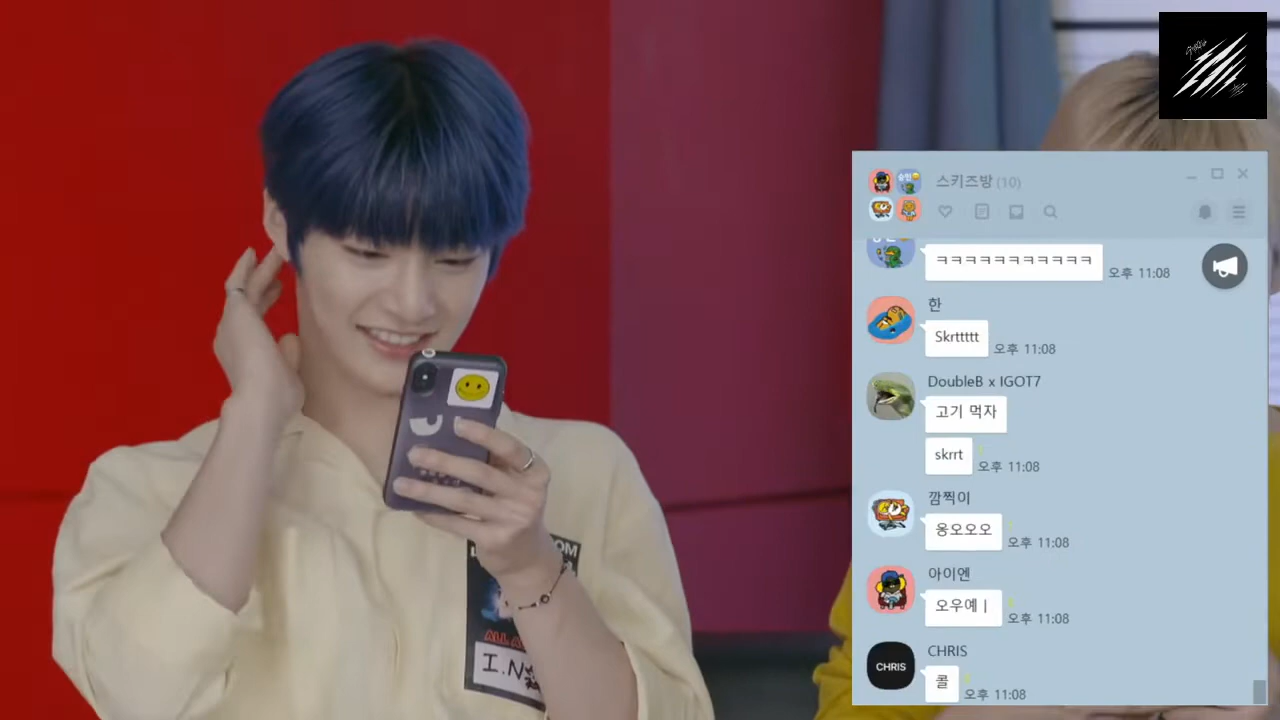 스키즈방 (10)
ㅋㅋㅋㅋㅋㅋㅋㅋㅋㅋㅋ
오후 11:08
한
Skrttttt
오후 11:08
DoubleB x IGOT7
고기 먹자
skrrt
오후 11:08
깜찍이
옹오오오
오후 11:08
아이엔
오우예ㅣ
오후 11:08
CHRIS
CHRIS
콜
오후 11:08
I.N